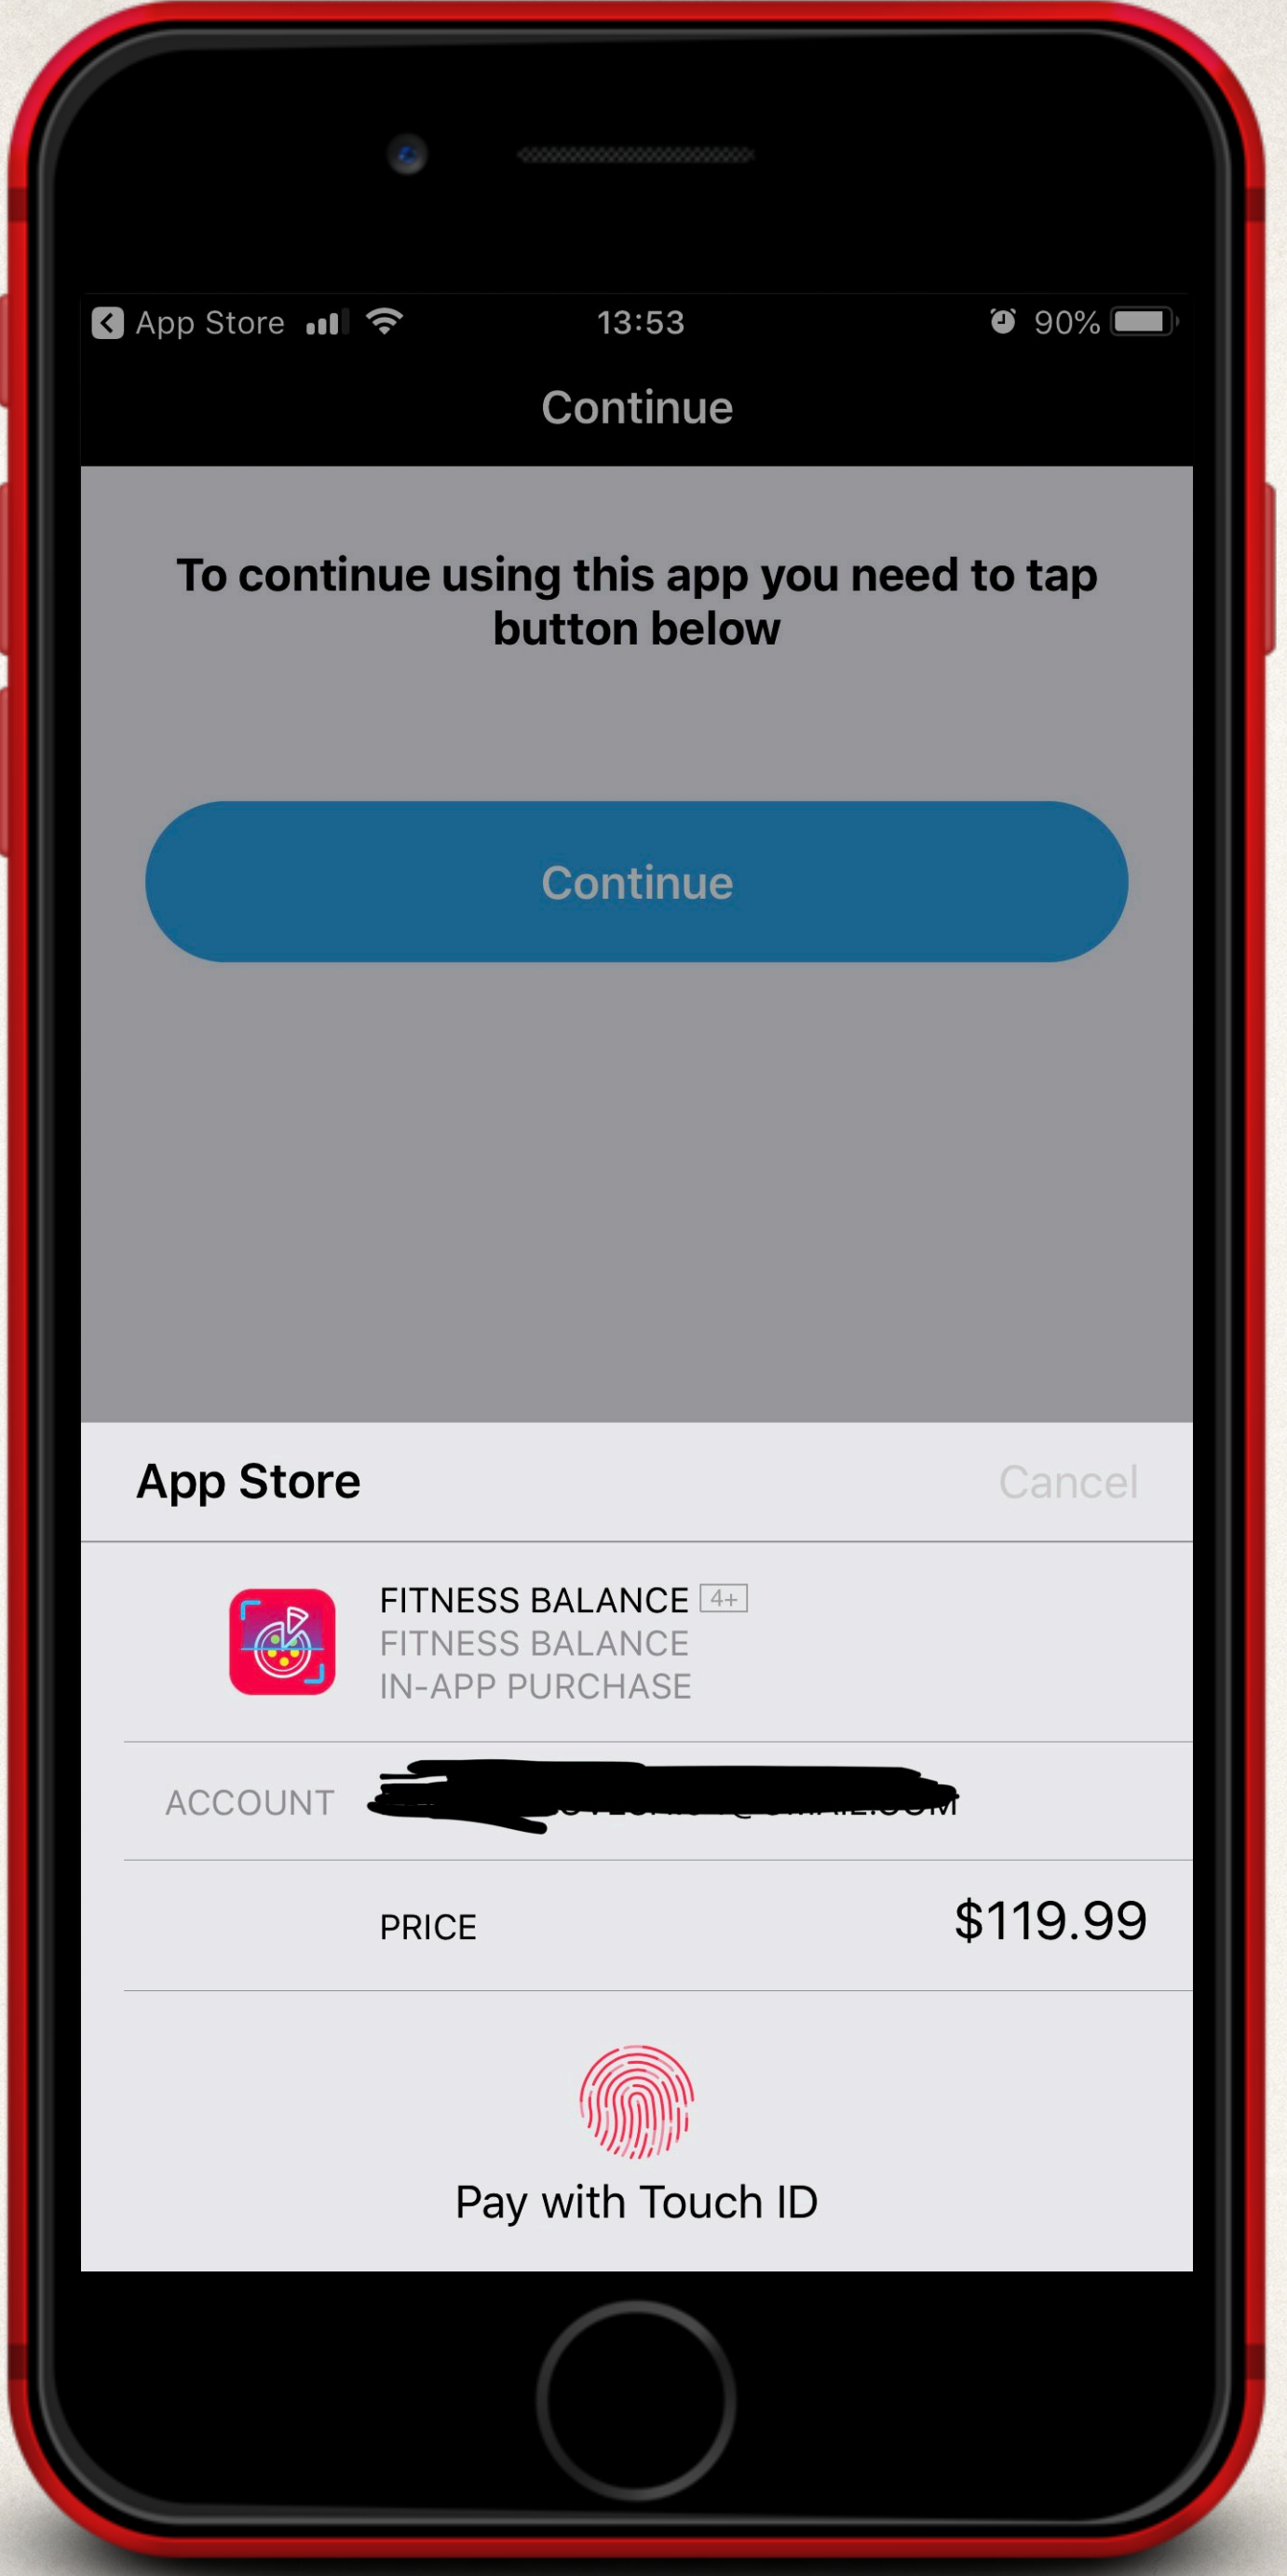 App Store
13:53
90%
Continue
To continue using this app you need to tap
button below
Continue
App Store
Cancel
FITNESS BALANCE 4+
FITNESS BALANCE
IN-APP PURCHASE
ACCOUNT
PRICE
$119.99
Pay with Touch ID